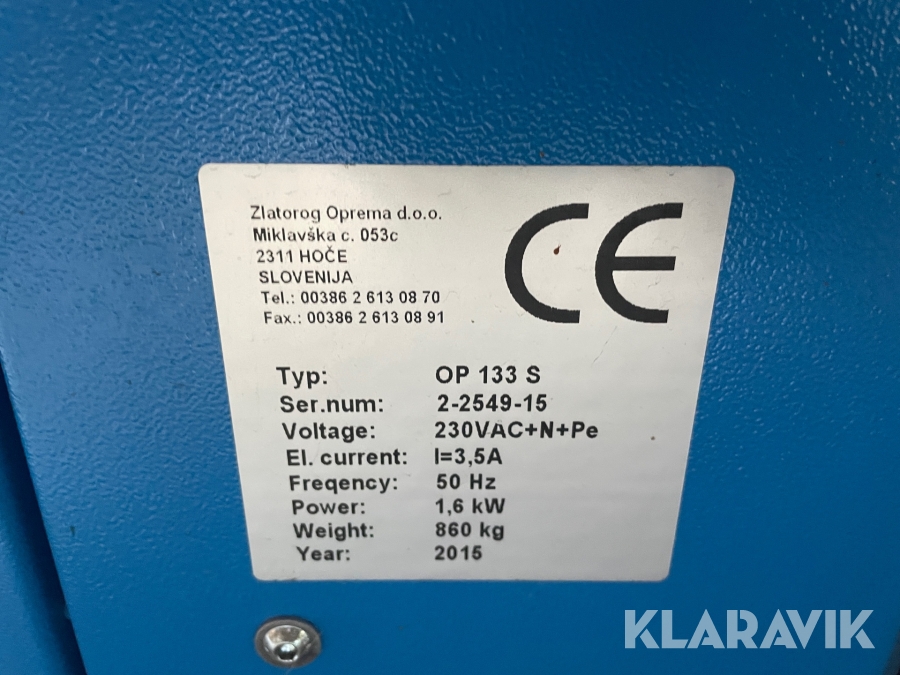 Zlatorog Oprema d.o.o.
Miklavška c. 053c
2311 HOČE
SLOVENIJA
Tel.: 00386 2 613 08 70
Fax.: 00386 2 613 08 91
CE
Typ: OP 133 S
Ser.num: 2-2549-15
Voltage: 230VAC+N+Pe
El. current: I=3,5A
Freqency: 50 Hz
Power: 1,6 kW
Weight: 860 kg
Year: 2015
KLARAVIK